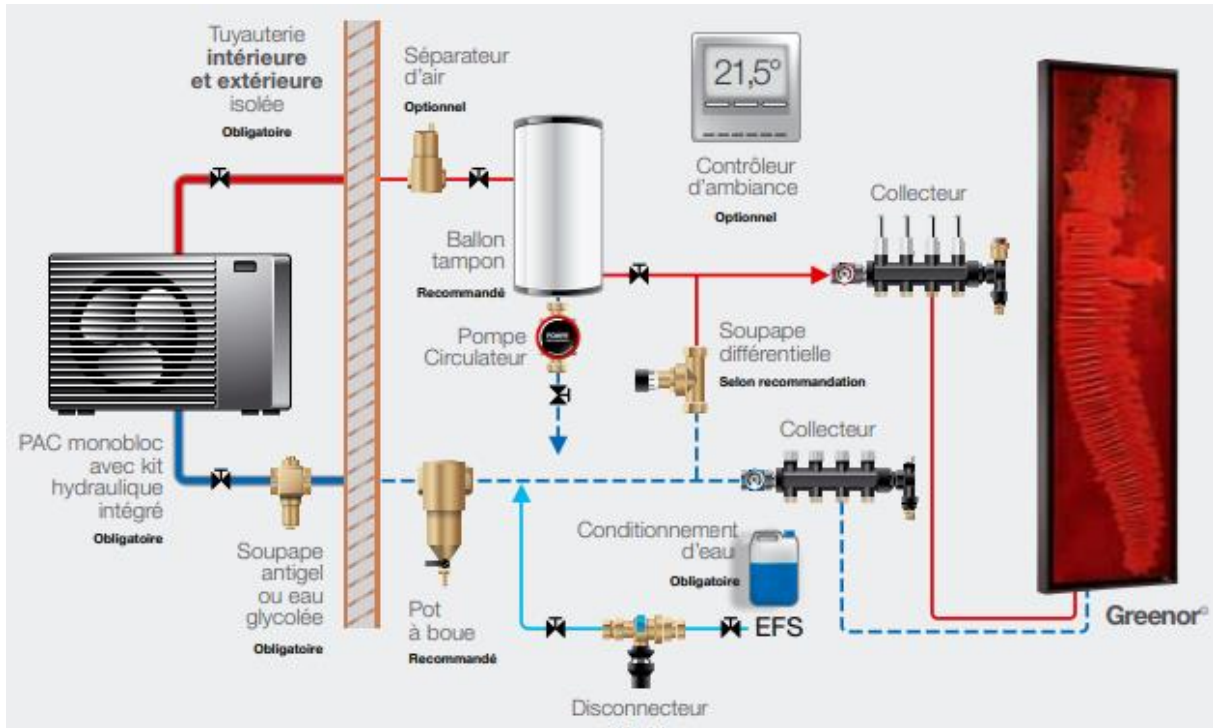 Tuyauterie
intérieure
et extérieure
isolée
Obligatoire
Séparateur
d'air
Optionnel
21,5°
Contrôleur
d'ambiance
Optionnel
Collecteur
Ballon
tampon
Recommandé
Pompe
Circulateur
POMPE
Soupape
différentielle
Selon recommandation
PAC monobloc
avec kit
hydraulique
intégré
Obligatoire
Soupape
antigel
ou eau
glycolée
Obligatoire
Pot
à boue
Recommandé
Collecteur
Conditionnement
d'eau
Obligatoire
EFS
Disconnecteur
Greenor